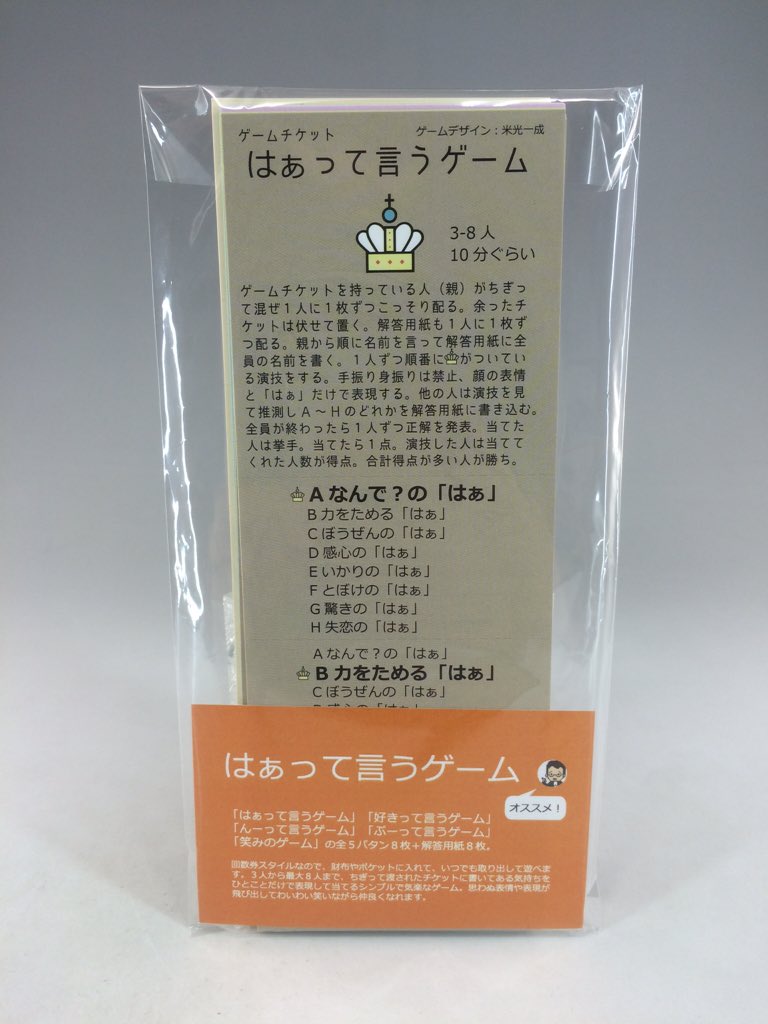 ゲームチケット
ゲームデザイン：米光一成
はぁって言うゲーム
3-8 人
10 分ぐらい
ゲームチケットを持っている人（親）がちぎっ
て混ぜ１人に１枚ずつこっそり配る。余ったチ
ケットは伏せて置く。解答用紙も１人に１枚ず
つ配る。親から順に名前を言って解答用紙に全
員の名前を書く。１人ずつ順番にがついてい
る演技をする。手振り身振りは禁止、顔の表情
と「はぁ」だけで表現する。他の人は演技を見
て推測しＡ～Ｈのどれかを解答用紙に書き込む。
全員が終わったら１人ずつ正解を発表。当てた
人は挙手。当てたら１点。演技した人は当てて
くれた人数が得点。合計得点が多い人が勝ち。
A なんで？の「はぁ」
B 力をためる「はぁ」
C ぼうぜんの「はぁ」
D 感心の「はぁ」
E いかりの「はぁ」
F とぼけの「はぁ」
G 驚きの「はぁ」
H 失恋の「はぁ」
A なんで？の「はぁ」
B 力をためる「はぁ」
C ぼうぜんの「はぁ」
はぁって言うゲーム
オススメ！
「はぁって言うゲーム」「好きって言うゲーム」
「んーって言うゲーム」「ぶーって言うゲーム」
「笑みのゲーム」の全５パタン８枚＋解答用紙８枚。
回数券スタイルなので、財布やポケットに入れて、いつでも取り出して遊べま
す。３人から最大８人まで、ちぎって渡されたチケットに書いてある気持ちを
ひとことだけで表現して当てるシンプルで気楽なゲーム。思わぬ表情や表現が
飛び出してわいわい笑いながら仲良くなれます。